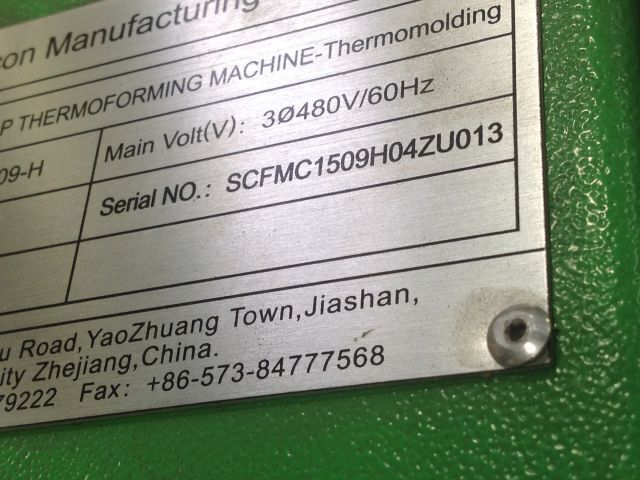 con Manufacturing
P THERMOFORMING MACHINE-Thermomolding
09-H Main Volt(V): 3Ø480V/60Hz
Serial NO.: SCFMC1509H04ZU013
u Road,YaoZhuang Town,Jiashan,
ity Zhejiang,China.
79222 Fax: +86-573-84777568